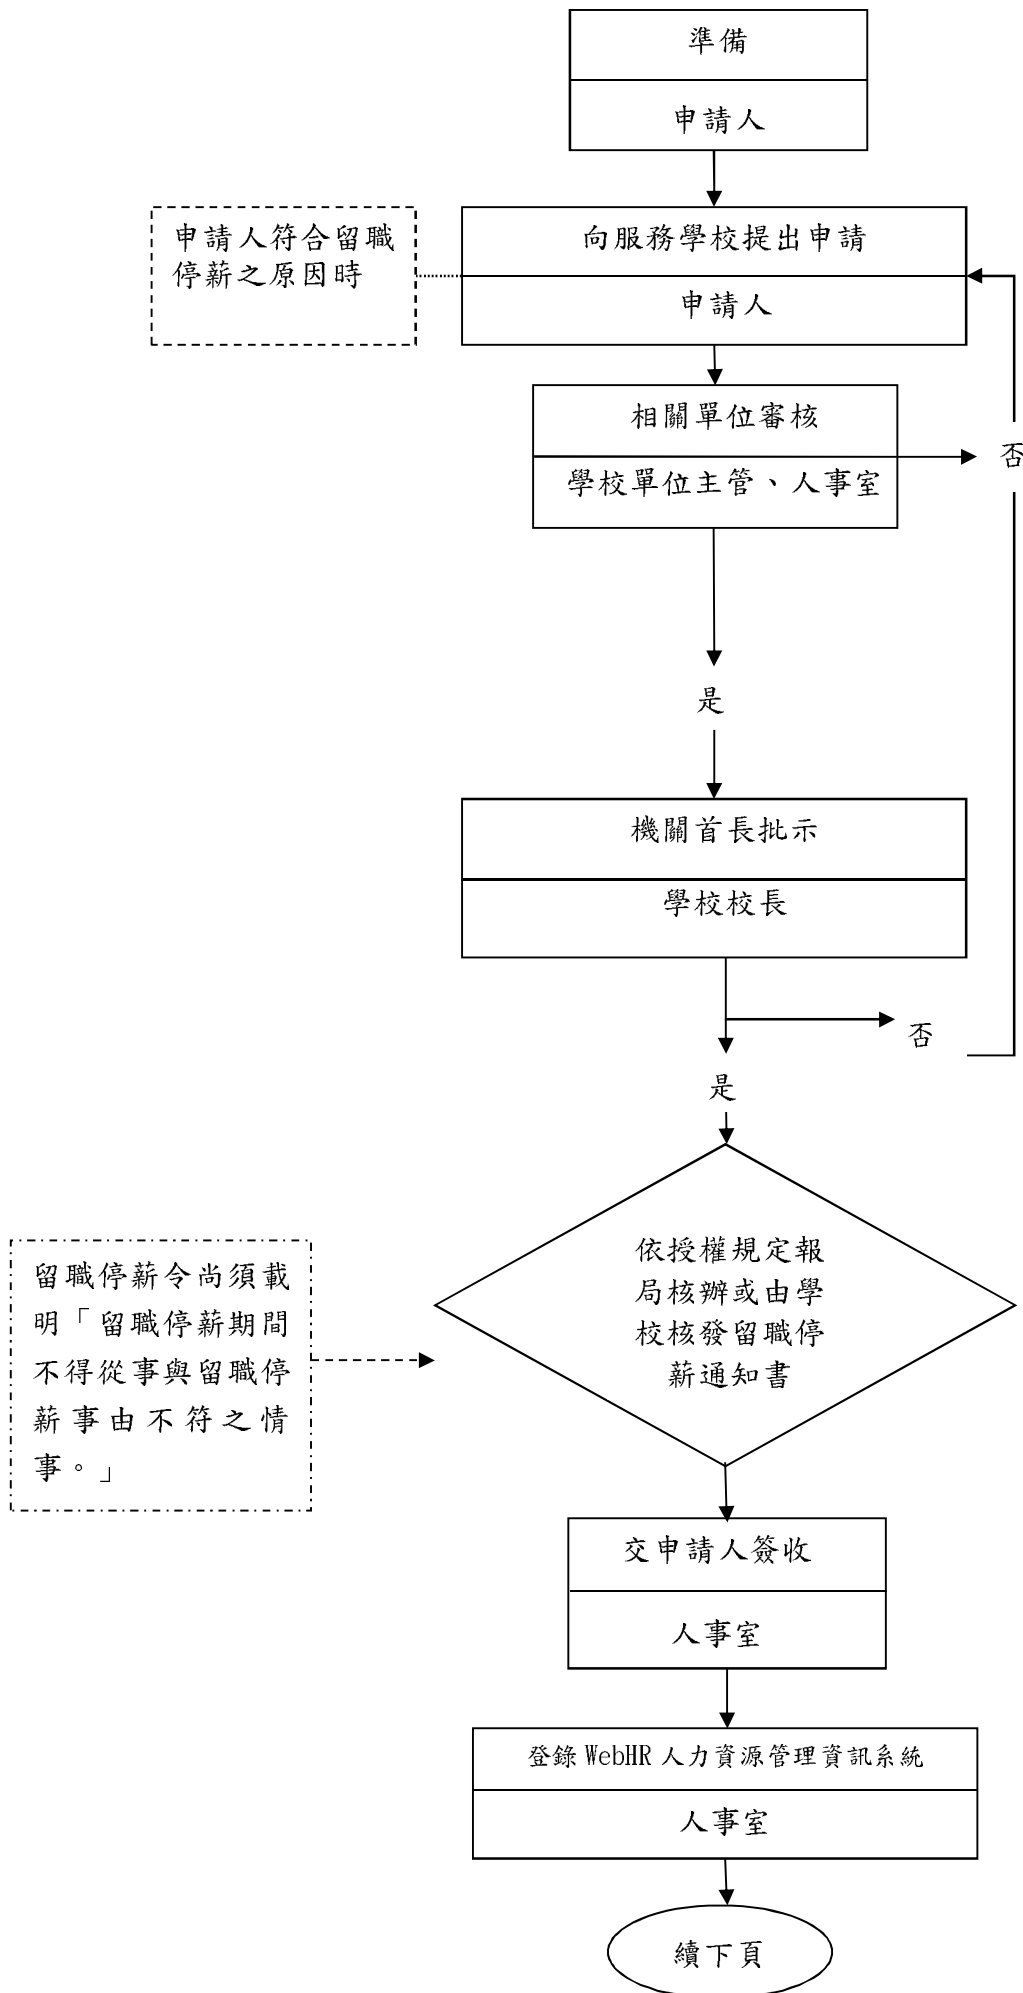 準備
申請人
申請人符合留職
停薪之原因時
向服務學校提出申請
申請人
相關單位審核
學校單位主管、人事室
否
是
機關首長批示
學校校長
否
是
依授權規定報
局核辦或由學
校核發留職停
薪通知書
留職停薪令尚須載
明「留職停薪期間
不得從事與留職停
薪事由不符之情
事。」
交申請人簽收
人事室
登錄 WebHR 人力資源管理資訊系統
人事室
續下頁